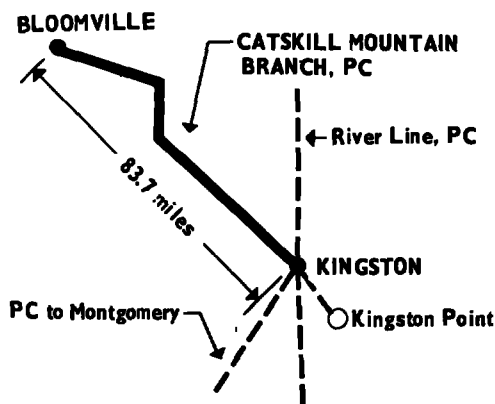 BLOOMVILLE
CATSKILL MOUNTAIN
BRANCH, PC
River Line, PC
83.7 miles
KINGSTON
PC to Montgomery
Kingston Point